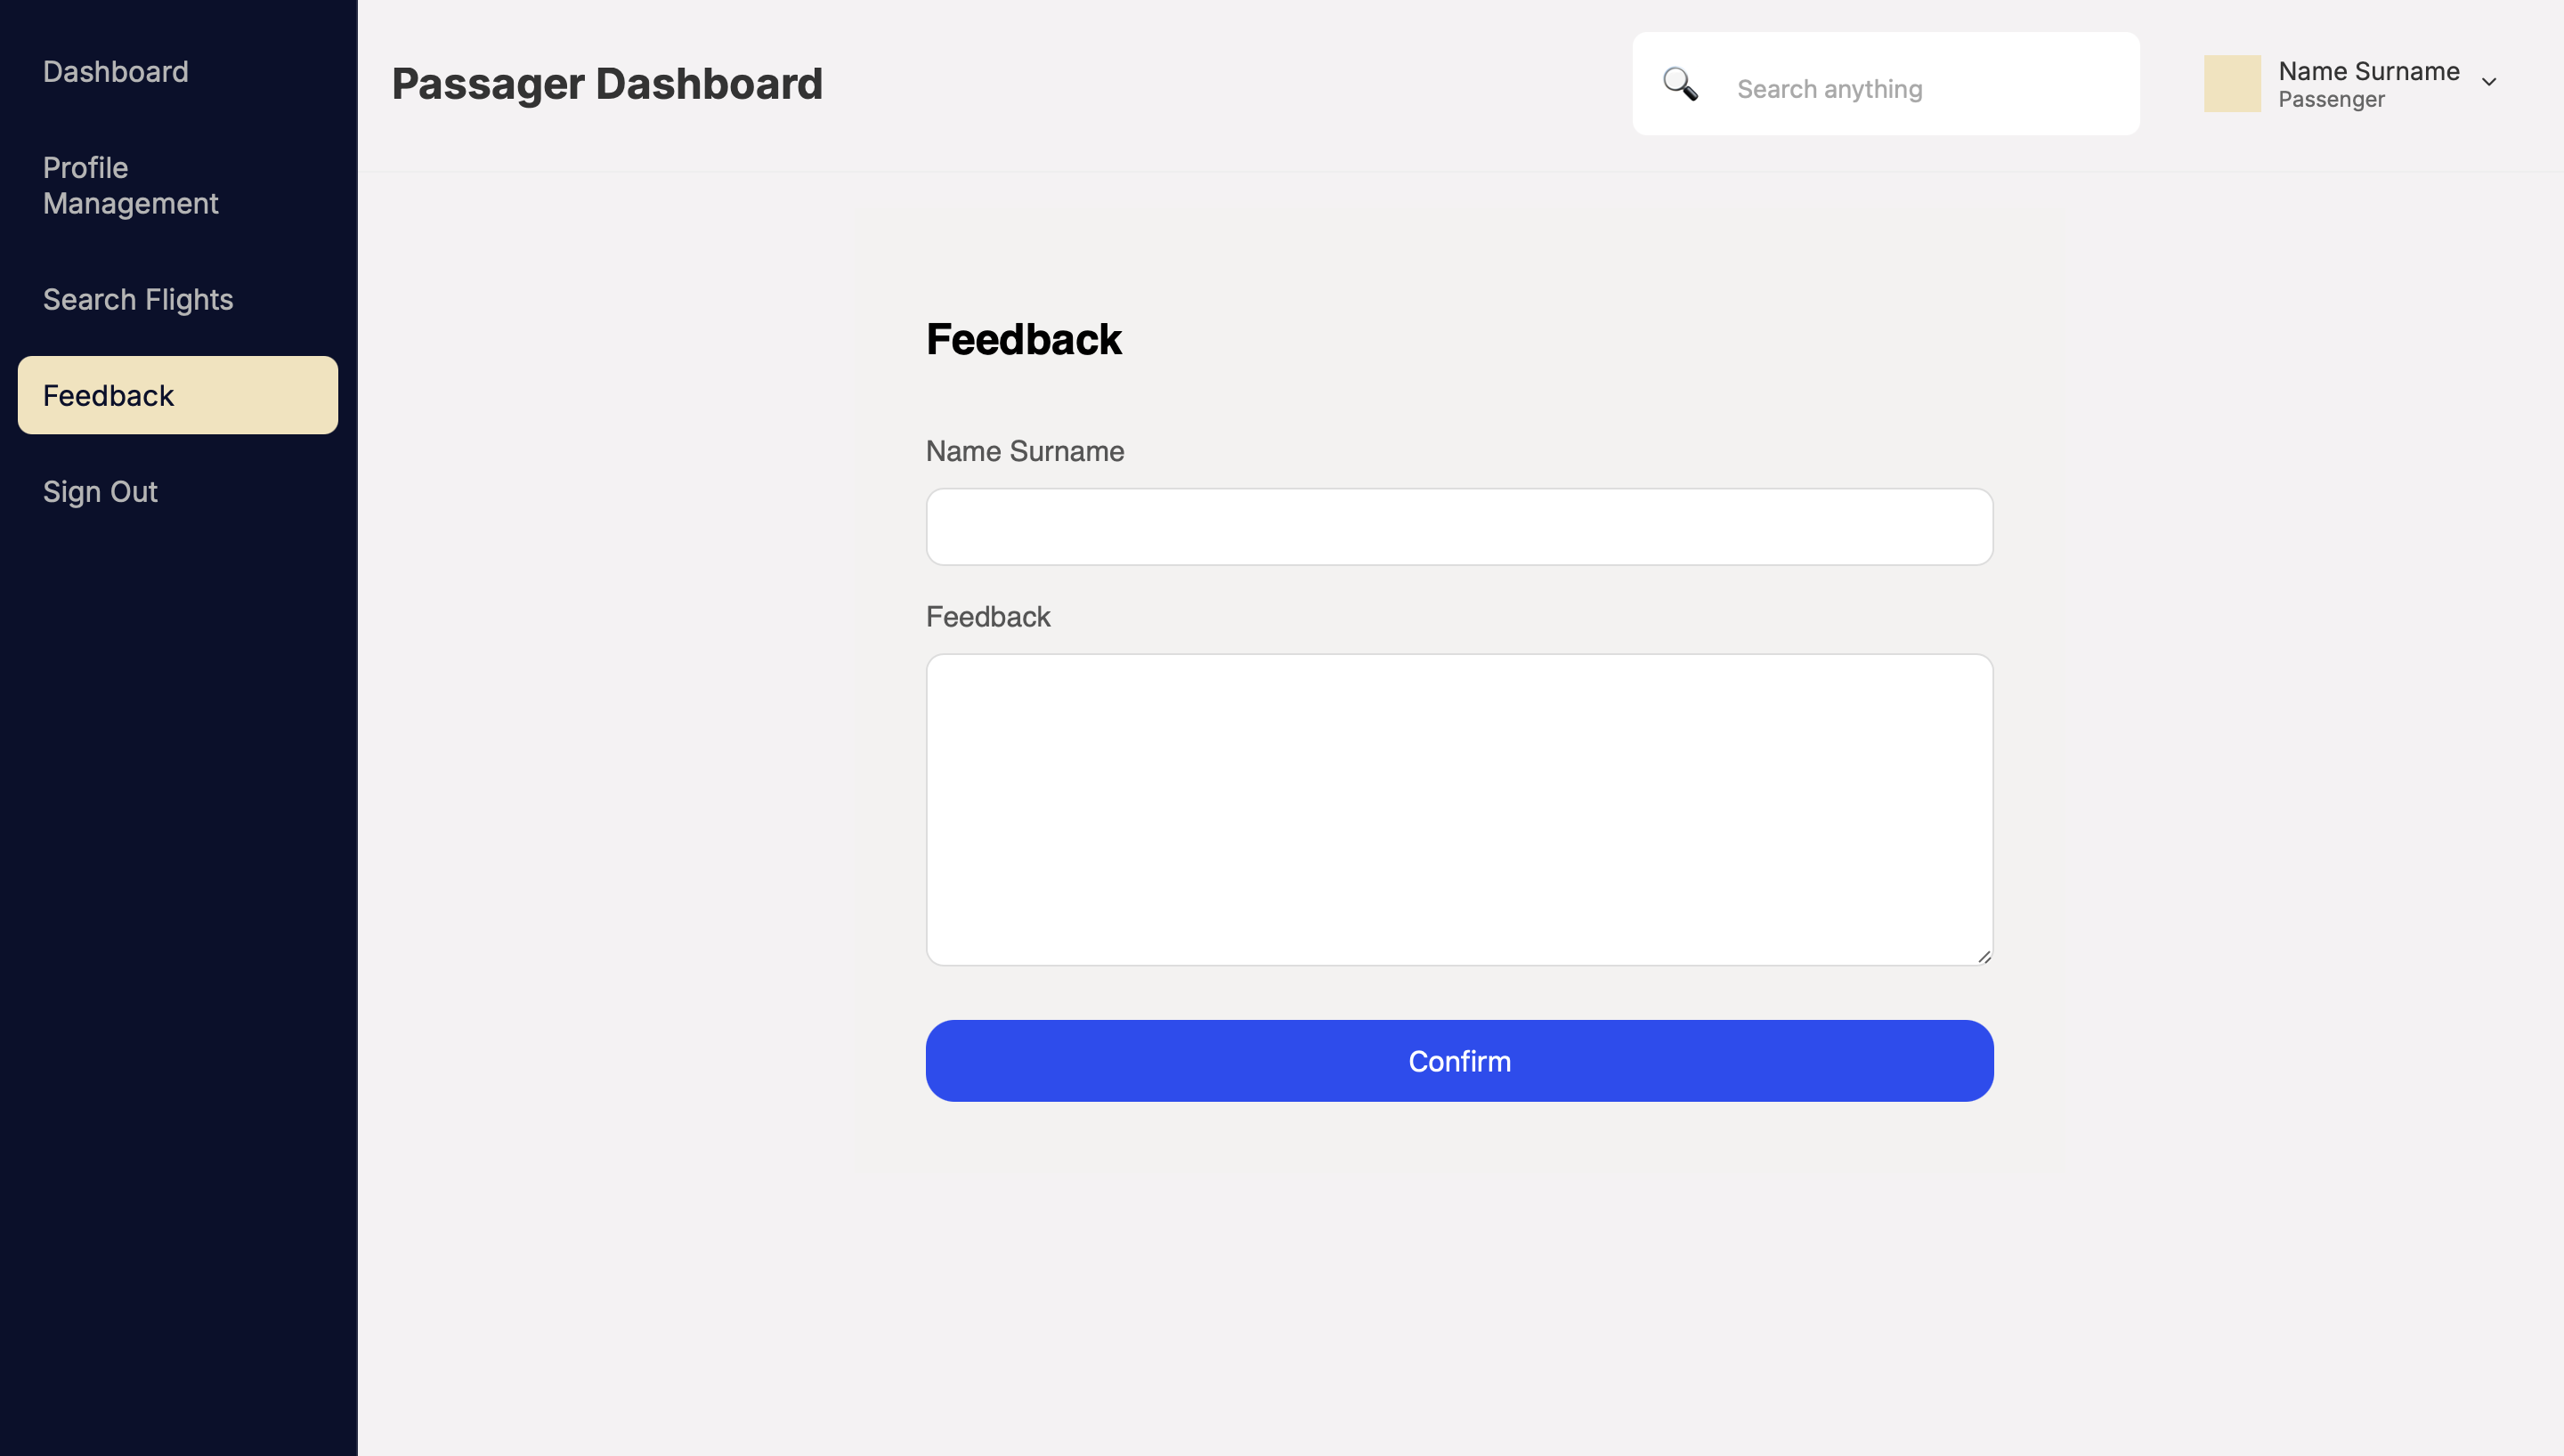 Dashboard
Profile
Management
Search Flights
Feedback
Sign Out
Passager Dashboard
Search anything
Name Surname
Passenger
Feedback
Name Surname
Feedback
Confirm